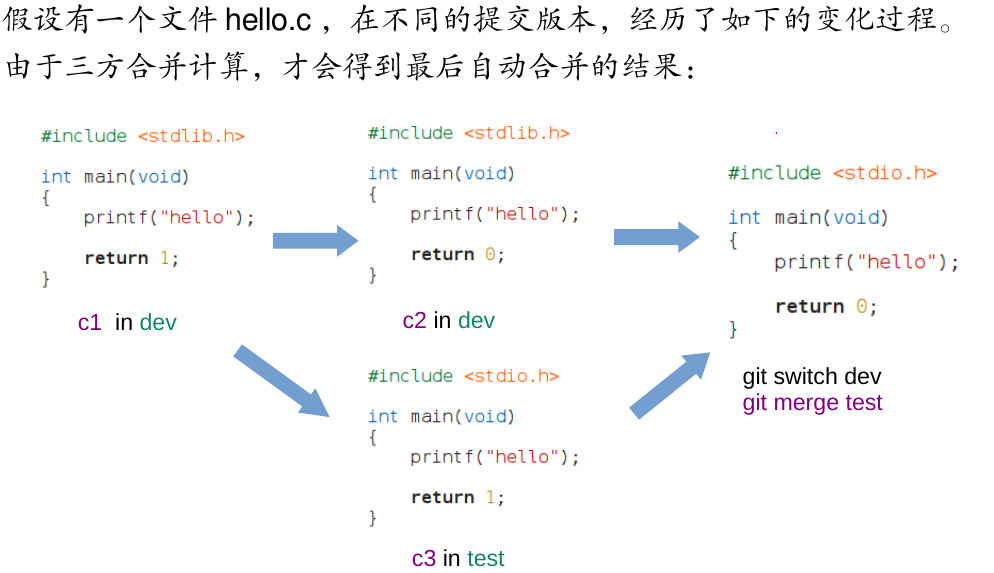 假设有一个文件 hello.c ，在不同的提交版本，经历了如下的变化过程。
由于三方合并计算，才会得到最后自动合并的结果：
#include <stdlib.h>
int main(void)
{
    printf("hello");
    return 1;
}
c1 in dev
#include <stdlib.h>
int main(void)
{
    printf("hello");
    return 0;
}
c2 in dev
#include <stdio.h>
int main(void)
{
    printf("hello");
    return 1;
}
c3 in test
#include <stdio.h>
int main(void)
{
    printf("hello");
    return 0;
}
git switch dev
git merge test